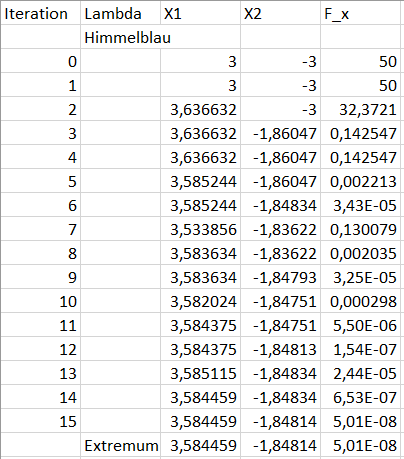 Iteration Lambda X1 X2 F_x
Himmelblau
0 3 -3 50
1 3 -3 50
2 3,636632 -3 32,3721
3 3,636632 -1,86047 0,142547
4 3,636632 -1,86047 0,142547
5 3,585244 -1,86047 0,002213
6 3,585244 -1,84834 3,43E-05
7 3,533856 -1,83622 0,130079
8 3,583634 -1,83622 0,002035
9 3,583634 -1,84793 3,25E-05
10 3,582024 -1,84751 0,000298
11 3,584375 -1,84751 5,50E-06
12 3,584375 -1,84813 1,54E-07
13 3,585115 -1,84834 2,44E-05
14 3,584459 -1,84834 6,53E-07
15 3,584459 -1,84814 5,01E-08
Extremum 3,584459 -1,84814 5,01E-08